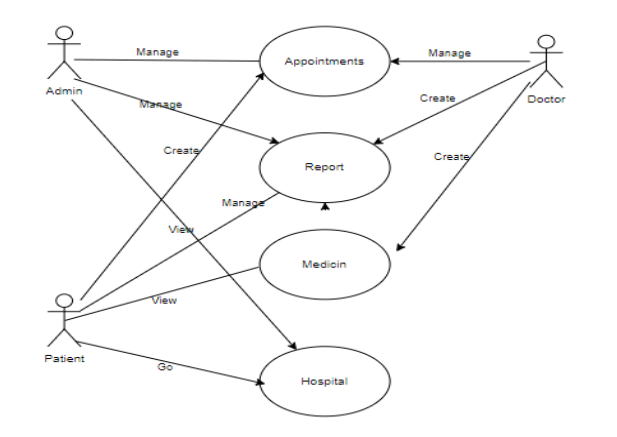 Manage
Appointments
Manage
Admin
Doctor
Manage
Create
Create
Create
Report
Manage
View
Medicin
View
Patient
Go
Hospital